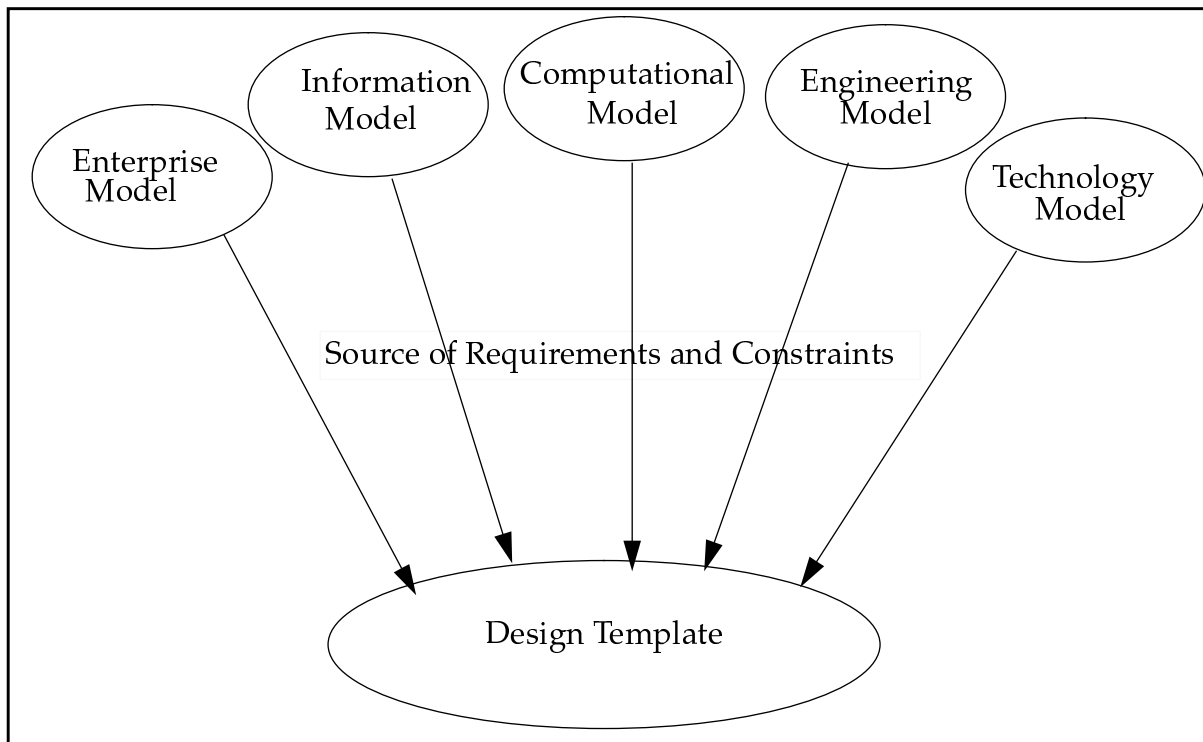 Enterprise
Model
Information
Model
Computational
Model
Engineering
Model
Technology
Model
Source of Requirements and Constraints
Design Template